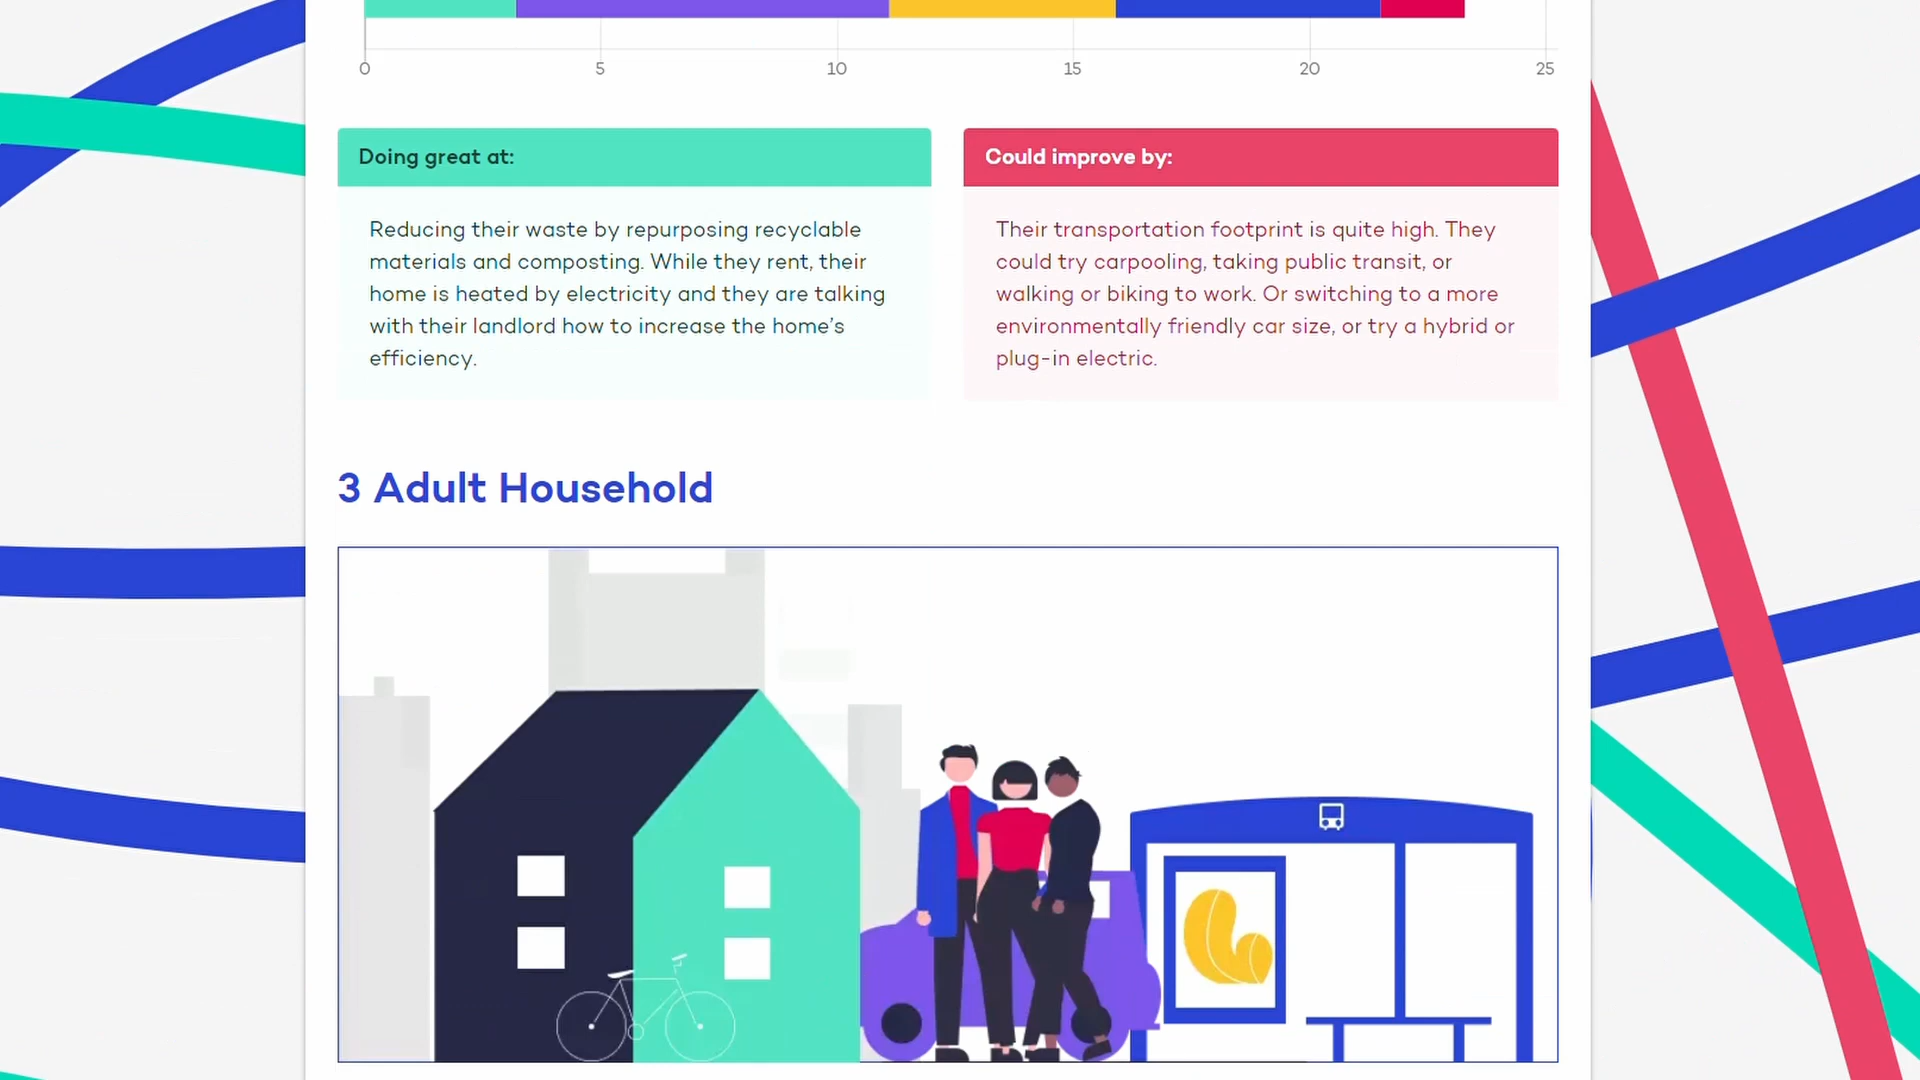 0 5 10 15 20 25
Doing great at:
Reducing their waste by repurposing recyclable
materials and composting. While they rent, their
home is heated by electricity and they are talking
with their landlord how to increase the home’s
efficiency.
Could improve by:
Their transportation footprint is quite high. They
could try carpooling, taking public transit, or
walking or biking to work. Or switching to a more
environmentally friendly car size, or try a hybrid or
plug-in electric.
3 Adult Household